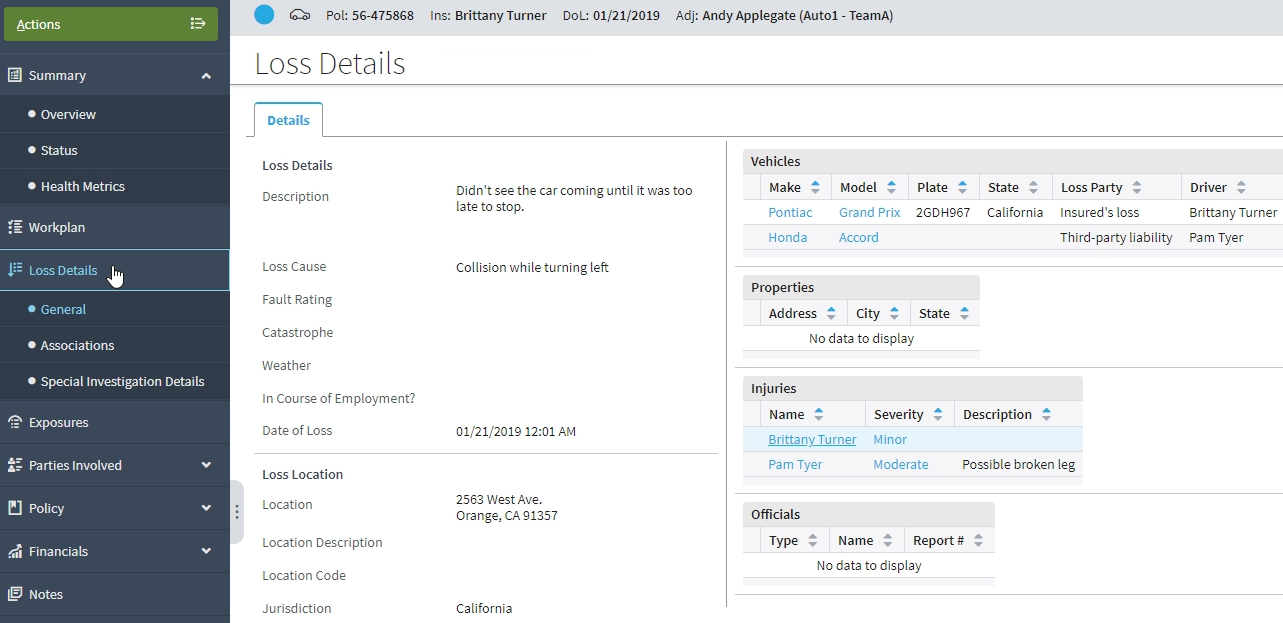 Actions
Pol: 56-475868 Ins: Brittany Turner DoL: 01/21/2019 Adj: Andy Applegate (Auto1 - TeamA)
Summary
Overview
Status
Health Metrics
Workplan
Loss Details
General
Associations
Special Investigation Details
Exposures
Parties Involved
Policy
Financials
Notes
Loss Details
Details
Loss Details
Description Didn't see the car coming until it was too
late to stop.
Loss Cause Collision while turning left
Fault Rating
Catastrophe
Weather
In Course of Employment?
Date of Loss 01/21/2019 12:01 AM
Loss Location
Location 2563 West Ave.
Orange, CA 91357
Location Description
Location Code
Jurisdiction California
Vehicles
Make Model Plate State Loss Party Driver
Pontiac Grand Prix 2GDH967 California Insured's loss Brittany Turner
Honda Accord Third-party liability Pam Tyer
Properties
Address City State
No data to display
Injuries
Name Severity Description
Brittany Turner Minor
Pam Tyer Moderate Possible broken leg
Officials
Type Name Report #
No data to display